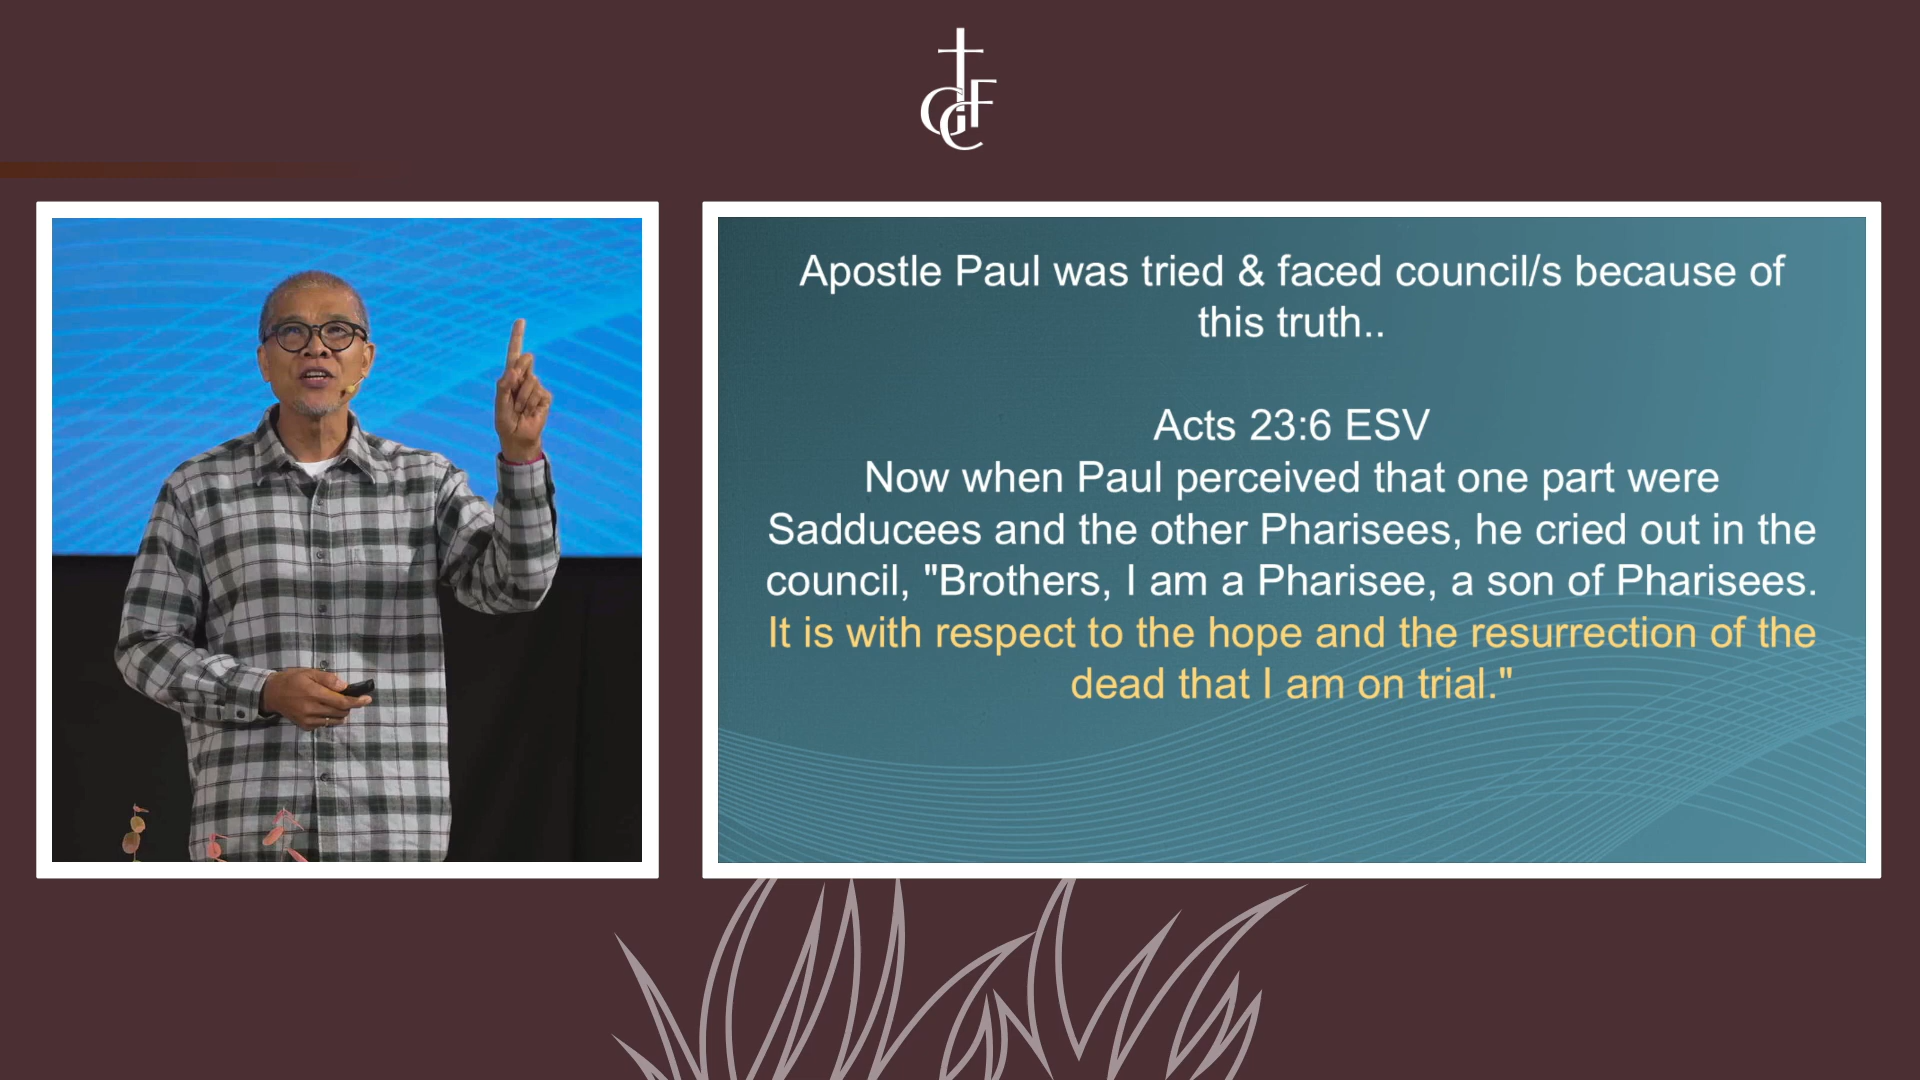 Apostle Paul was tried & faced council/s because of
this truth..
Acts 23:6 ESV
Now when Paul perceived that one part were
Sadducees and the other Pharisees, he cried out in the
council, "Brothers, I am a Pharisee, a son of Pharisees.
It is with respect to the hope and the resurrection of the
dead that I am on trial."